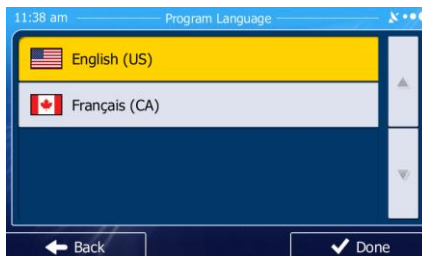 11:38 am Program Language
English (US)
Français (CA)
Back
Done